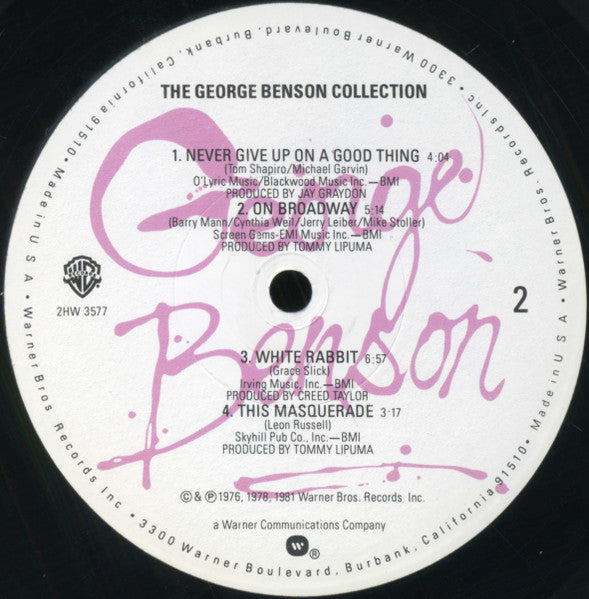 THE GEORGE BENSON COLLECTION
George
Benson
1. NEVER GIVE UP ON A GOOD THING 4:04
(Tom Shapiro/Michael Garvin)
O'Lyric Music/Blackwood Music Inc.—BMI
PRODUCED BY JAY GRAYDON
2. ON BROADWAY 5:14
(Barry Mann/Cynthia Weil/Jerry Leiber/Mike Stoller)
Screen Gems-EMI Music Inc.—BMI
PRODUCED BY TOMMY LIPUMA
WB
RECORDS
2HW 3577
2
3. WHITE RABBIT 6:57
(Grace Slick)
Irving Music, Inc.—BMI
PRODUCED BY CREED TAYLOR
4. THIS MASQUERADE 3:17
(Leon Russell)
Skyhill Pub Co., Inc.—BMI
PRODUCED BY TOMMY LIPUMA
© & ℗ 1976, 1978, 1981 Warner Bros. Records, Inc.
a Warner Communications Company
®
Warner Bros. Records Inc • 3300 Warner Boulevard, Burbank, California 91510 • Made in U S A •
Warner Bros. Records Inc • 3300 Warner Boulevard, Burbank, California 91510 • Made in U S A •